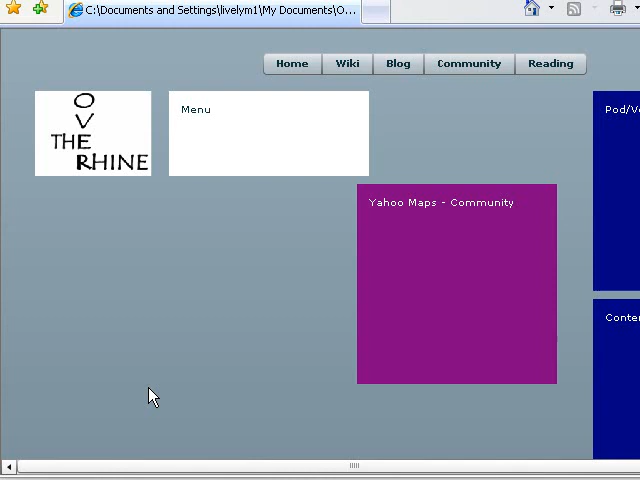 C:\Documents and Settings\livelym1\My Documents\O...
Home Wiki Blog Community Reading
O
V
THE
RHINE
Menu
Pod/V
Yahoo Maps - Community
Conte